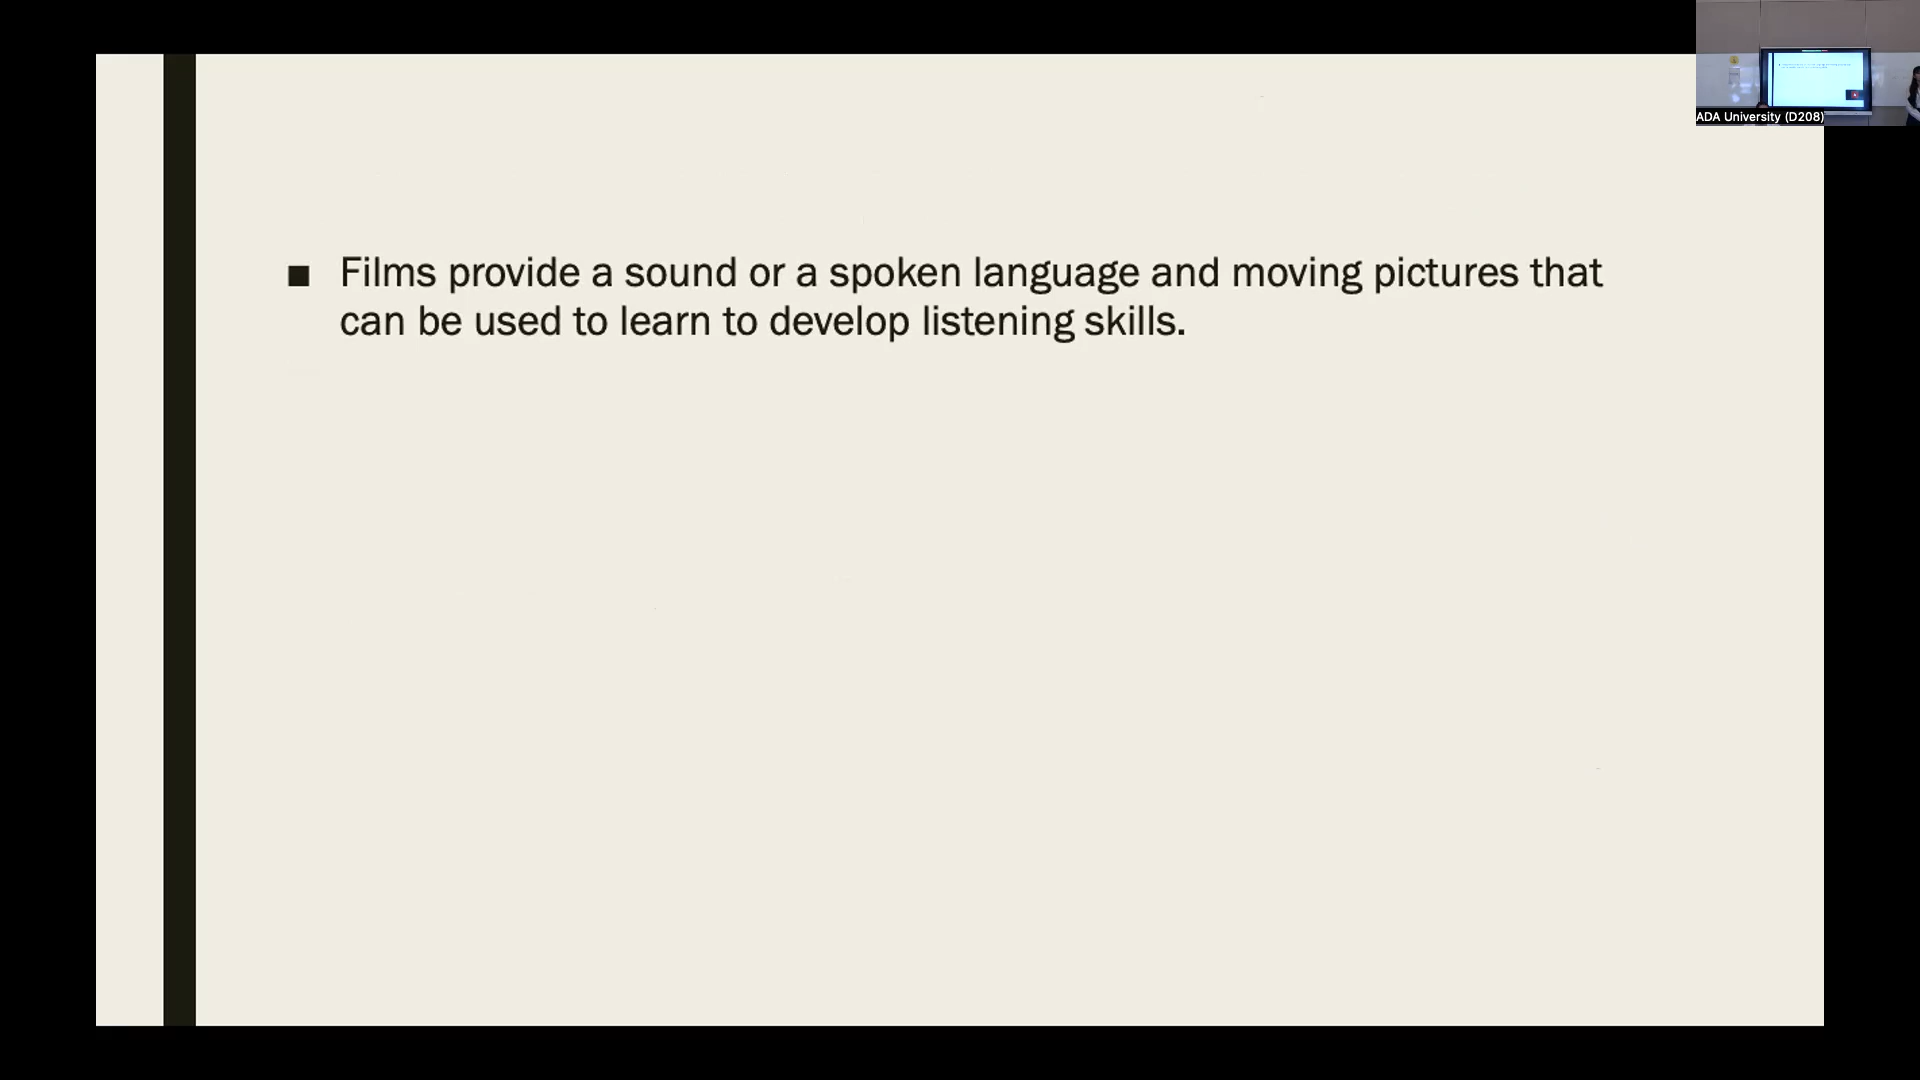 ADA University (D208)
■ Films provide a sound or a spoken language and moving pictures that
can be used to learn to develop listening skills.